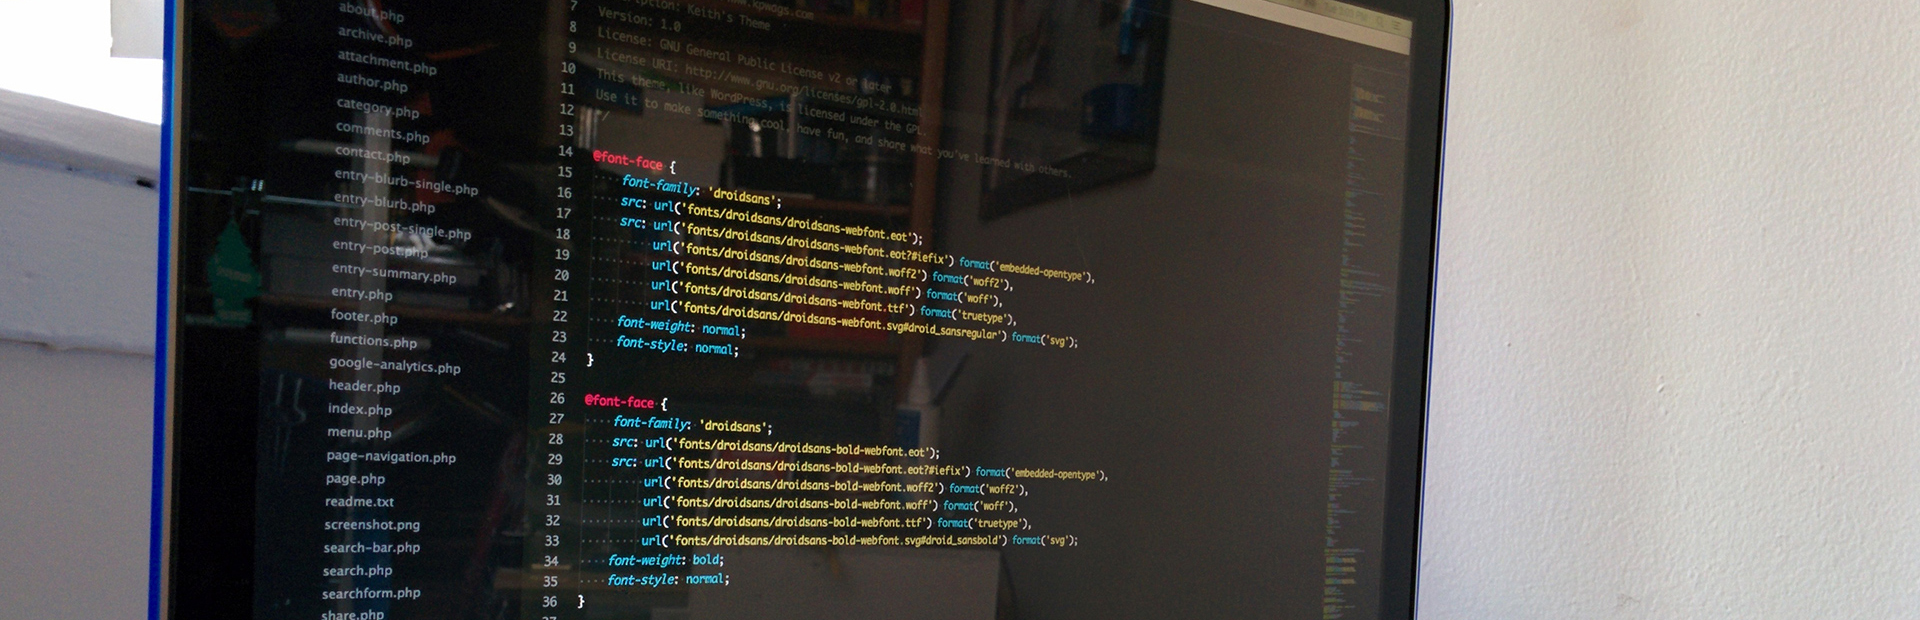 about.php
archive.php
attachment.php
author.php
category.php
comments.php
contact.php
entry-blurb-single.php
entry-blurb.php
entry-post-single.php
entry-post.php
entry-summary.php
entry.php
footer.php
functions.php
google-analytics.php
header.php
index.php
menu.php
page-navigation.php
page.php
readme.txt
screenshot.png
search-bar.php
search.php
searchform.php
share.php
Keith's Theme
7 Version: 1.0
8 License: GNU General Public License v2 or later
9 License URI: http://www.gnu.org/licenses/gpl-2.0.html
10 This theme, like WordPress, is licensed under the GPL.
11 Use it to make something cool, have fun, and share what you've learned with others.
12 */
13
14 @font-face {
15 font-family: 'droidsans';
16 src: url('fonts/droidsans/droidsans-webfont.eot');
17 src: url('fonts/droidsans/droidsans-webfont.eot?#iefix') format('embedded-opentype'),
18 url('fonts/droidsans/droidsans-webfont.woff2') format('woff2'),
19 url('fonts/droidsans/droidsans-webfont.woff') format('woff'),
20 url('fonts/droidsans/droidsans-webfont.ttf') format('truetype'),
21 url('fonts/droidsans/droidsans-webfont.svg#droid_sansregular') format('svg');
22 font-weight: normal;
23 font-style: normal;
24 }
25
26 @font-face {
27 font-family: 'droidsans';
28 src: url('fonts/droidsans/droidsans-bold-webfont.eot');
29 src: url('fonts/droidsans/droidsans-bold-webfont.eot?#iefix') format('embedded-opentype'),
30 url('fonts/droidsans/droidsans-bold-webfont.woff2') format('woff2'),
31 url('fonts/droidsans/droidsans-bold-webfont.woff') format('woff'),
32 url('fonts/droidsans/droidsans-bold-webfont.ttf') format('truetype'),
33 url('fonts/droidsans/droidsans-bold-webfont.svg#droid_sansbold') format('svg');
34 font-weight: bold;
35 font-style: normal;
36 }